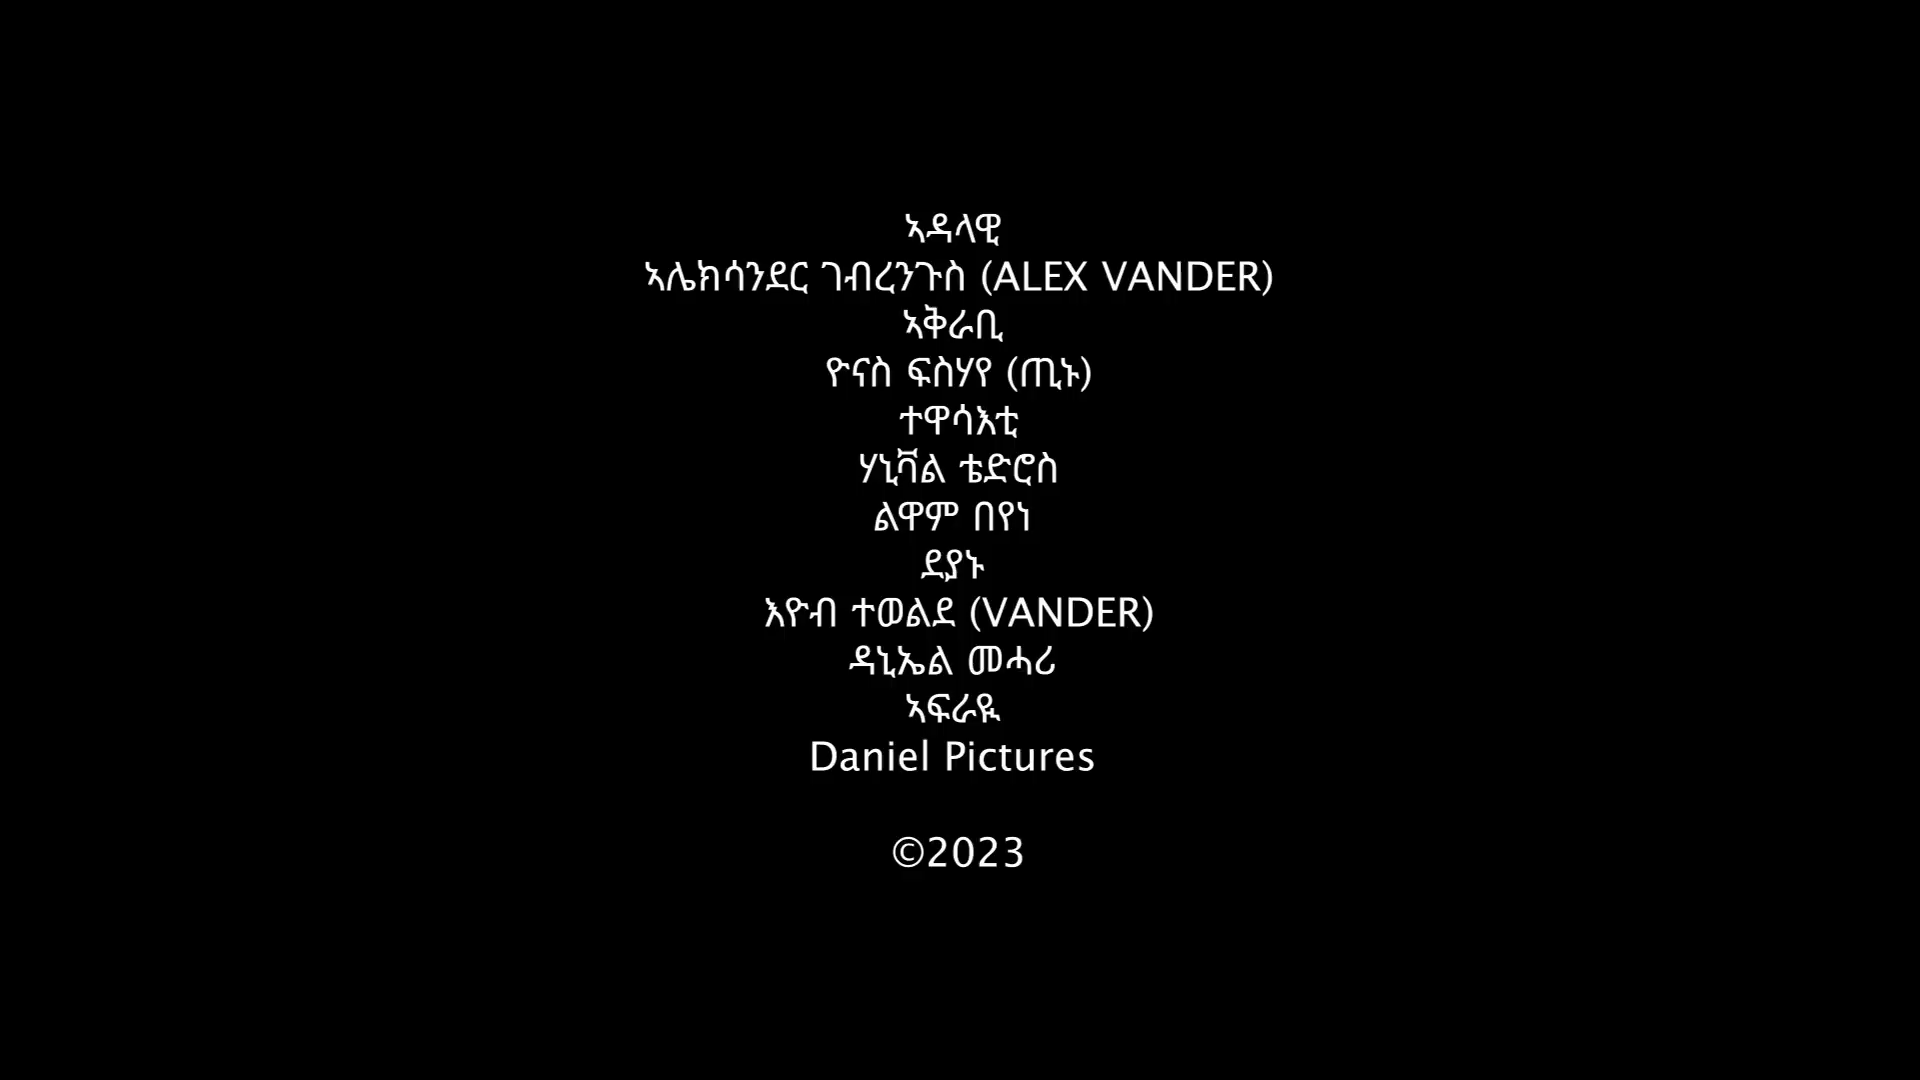 ኣዳላዊ
ኣሌክሳንደር ገብረንጉስ (ALEX VANDER)
ኣቅራቢ
ዮናስ ፍስሃየ (ጢኑ)
ተዋሳእቲ
ሃኒቫል ቴድሮስ
ልዋም በየነ
ደያኑ
እዮብ ተወልደ (VANDER)
ዳኒኤል መሓሪ
ኣፍራዪ
Daniel Pictures
©2023